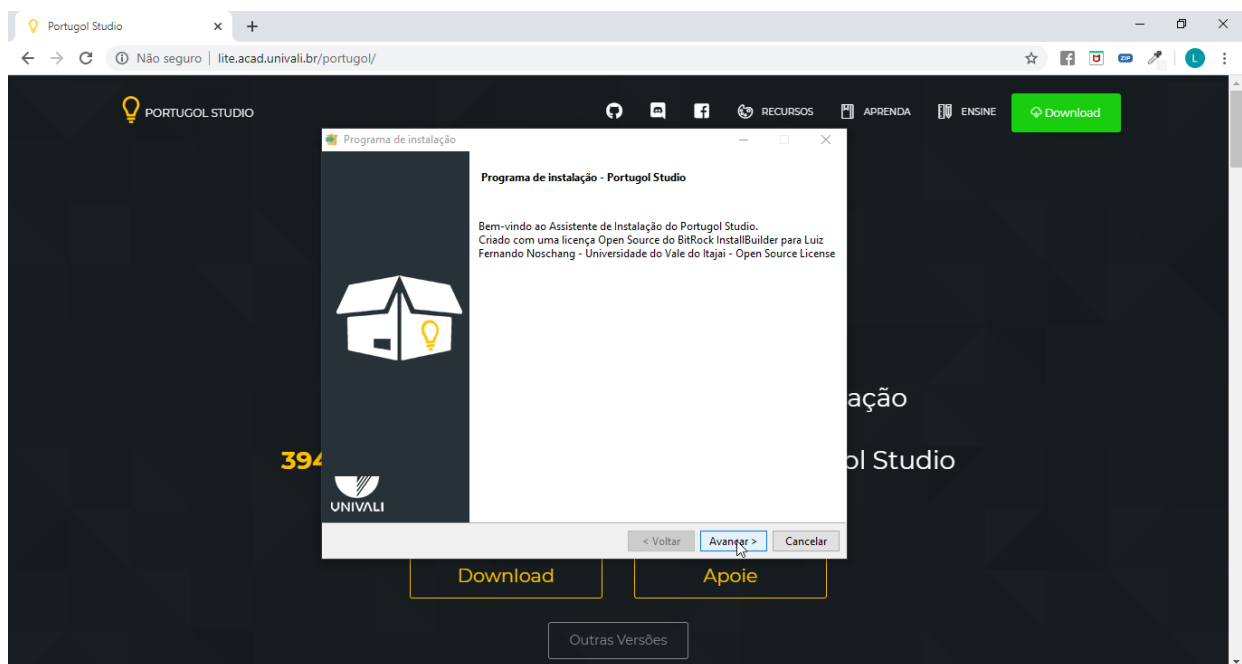 Portugol Studio
Não seguro | lite.acad.univali.br/portugol/
ZIP
L
PORTUGOL STUDIO
RECURSOS
APRENDA
ENSINE
Download
Programa de instalação
Programa de instalação - Portugol Studio
Bem-vindo ao Assistente de Instalação do Portugol Studio.
Criado com uma licença Open Source do BitRock InstallBuilder para Luiz
Fernando Noschang - Universidade do Vale do Itajai - Open Source License
UNIVALI
< Voltar
Avançar >
Cancelar
ação
394
ol Studio
Download
Apoie
Outras Versões